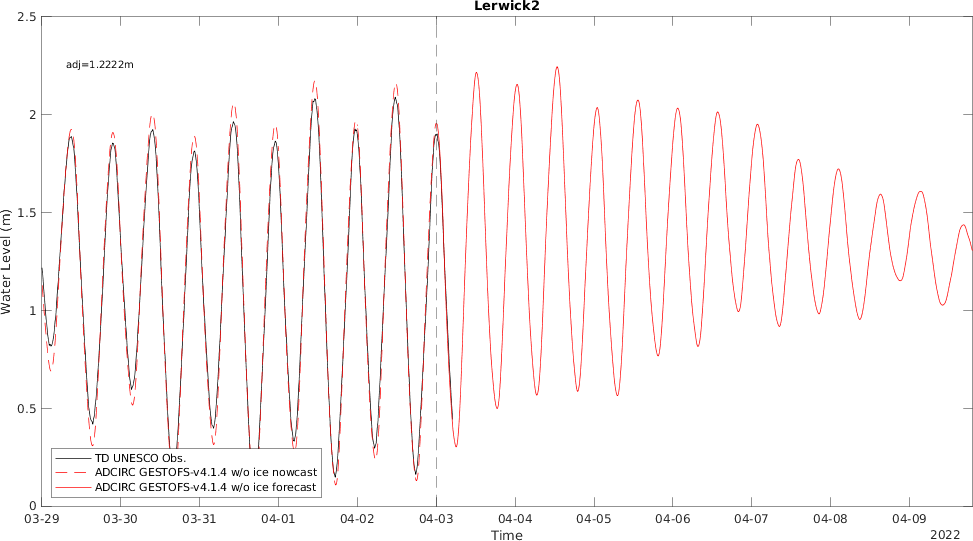 Lerwick2
adj=1.2222m
2.5
2
1.5
1
0.5
0
Water Level (m)
TD UNESCO Obs.
ADCIRC GESTOFS-v4.1.4 w/o ice nowcast
ADCIRC GESTOFS-v4.1.4 w/o ice forecast
03-29 03-30 03-31 04-01 04-02 04-03 04-04 04-05 04-06 04-07 04-08 04-09
Time
2022